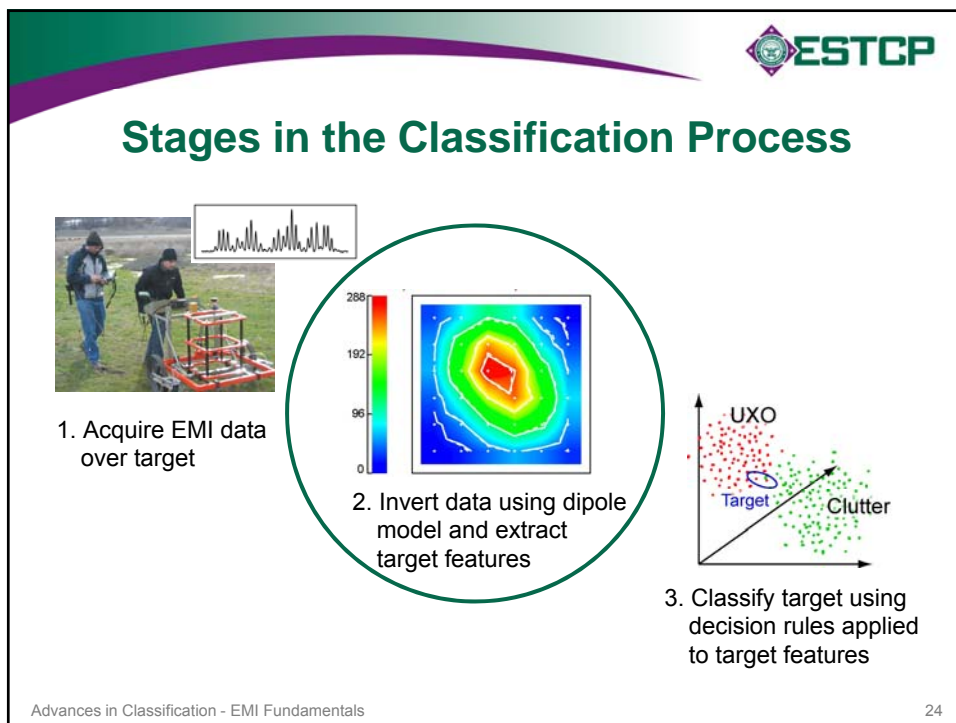 ESTCP
Stages in the Classification Process
1. Acquire EMI data
over target
288
192
96
0
2. Invert data using dipole
model and extract
target features
UXO
Target
Clutter
3. Classify target using
decision rules applied
to target features
Advances in Classification - EMI Fundamentals
24